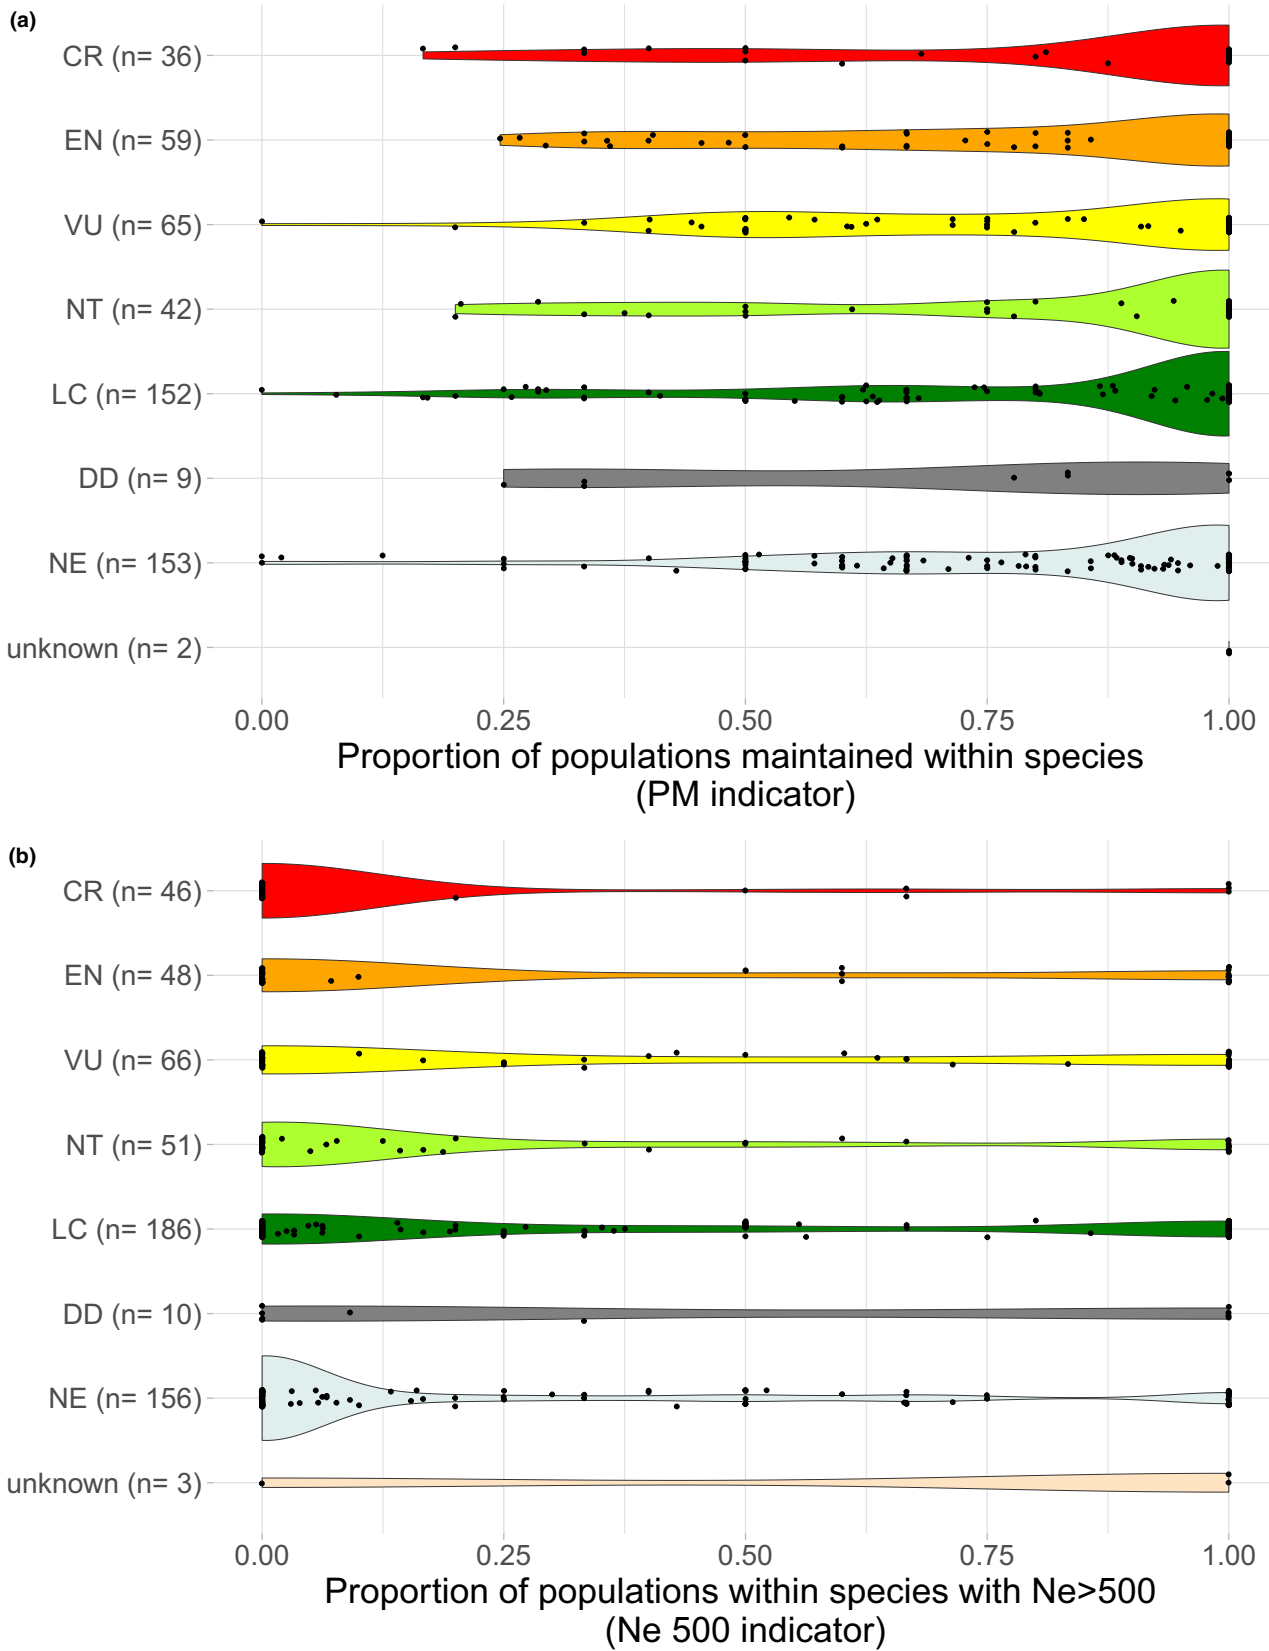 (a)
CR (n= 36)
EN (n= 59)
VU (n= 65)
NT (n= 42)
LC (n= 152)
DD (n= 9)
NE (n= 153)
unknown (n= 2)
0.00 0.25 0.50 0.75 1.00
Proportion of populations maintained within species
(PM indicator)
(b)
CR (n= 46)
EN (n= 48)
VU (n= 66)
NT (n= 51)
LC (n= 186)
DD (n= 10)
NE (n= 156)
unknown (n= 3)
0.00 0.25 0.50 0.75 1.00
Proportion of populations within species with Ne>500
(Ne 500 indicator)